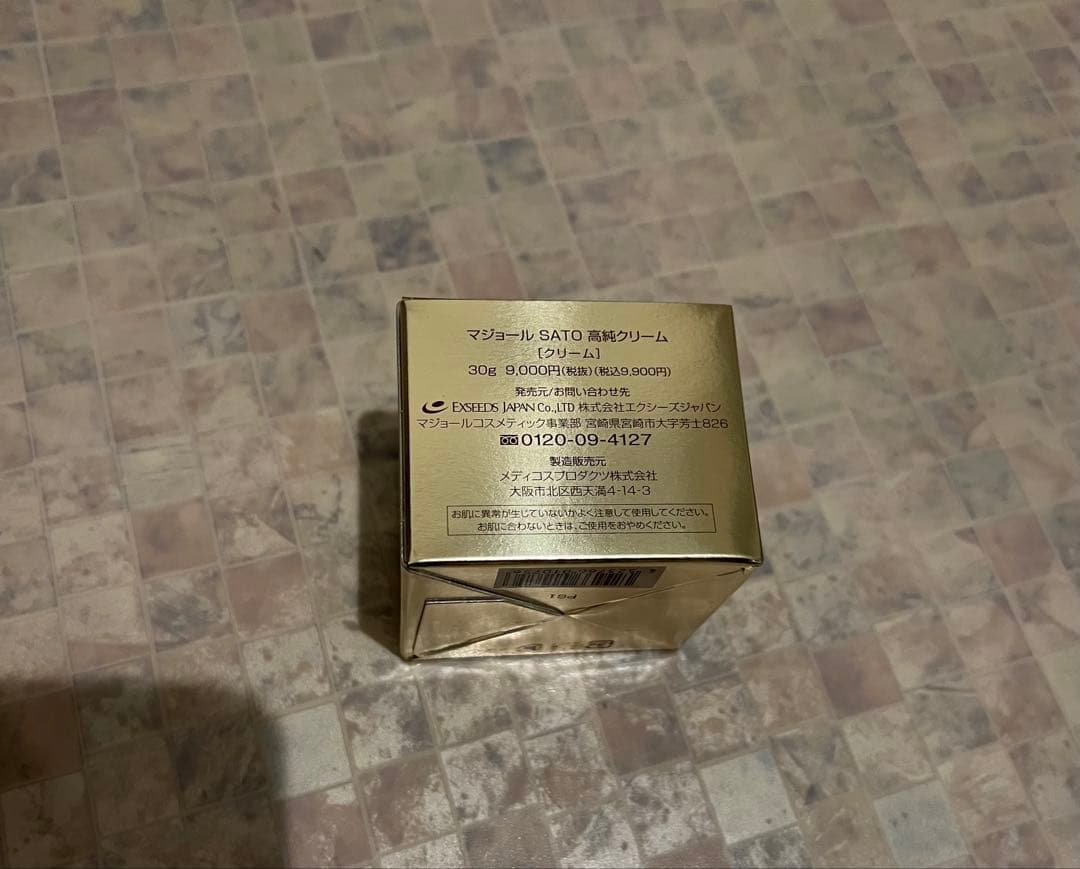 マジョール SATO 高純クリーム
[クリーム]
30g 9,000円(税抜)(税込9,900円)
発売元/お問い合わせ先
EXSEEDS JAPAN Co.,LTD 株式会社エクシーズジャパン
マジョールコスメティック事業部 宮崎県宮崎市大字芳士826
0120-09-4127
製造販売元
メディコスプロダクツ株式会社
大阪市北区西天満4-14-3
お肌に異常が生じていないかよく注意して使用してください。
お肌に合わないときは、ご使用をおやめください。
P61